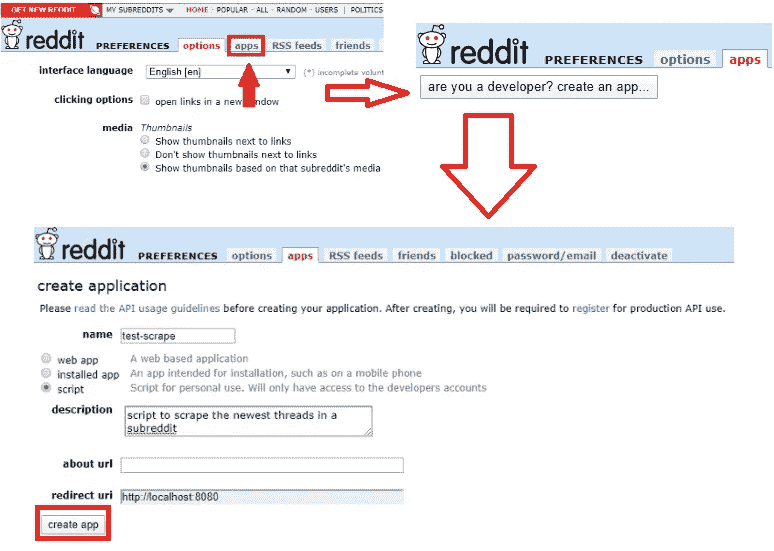 GET NEW REDDIT MY SUBREDDITS HOME - POPULAR - ALL - RANDOM - USERS | POLITICS
reddit PREFERENCES options apps RSS feeds friends
interface language English [en] (*) incomplete volunt
clicking options open links in a new window
media Thumbnails
Show thumbnails next to links
Don't show thumbnails next to links
Show thumbnails based on that subreddit's media
reddit PREFERENCES options apps
are you a developer? create an app...
reddit PREFERENCES options apps RSS feeds friends blocked password/email deactivate
create application
Please read the API usage guidelines before creating your application. After creating, you will be required to register for production API use.
name test-scrape
web app A web based application
installed app An app intended for installation, such as on a mobile phone
script Script for personal use. Will only have access to the developers accounts
description script to scrape the newest threads in a
subreddit
about url
redirect uri http://localhost:8080
create app